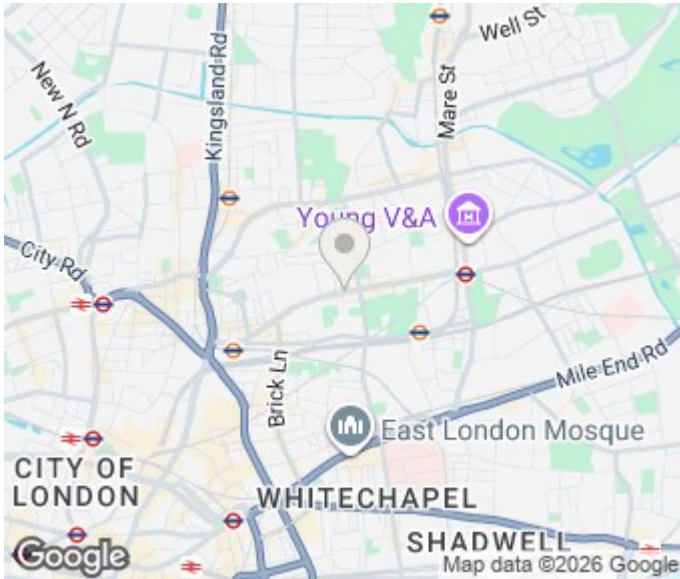 Well St
New N Rd
Kingsland Rd
Mare St
Young V&A
City Rd
Brick Ln
Mile End Rd
East London Mosque
CITY OF
LONDON
WHITECHAPEL
SHADWELL
Google
Map data ©2026 Google